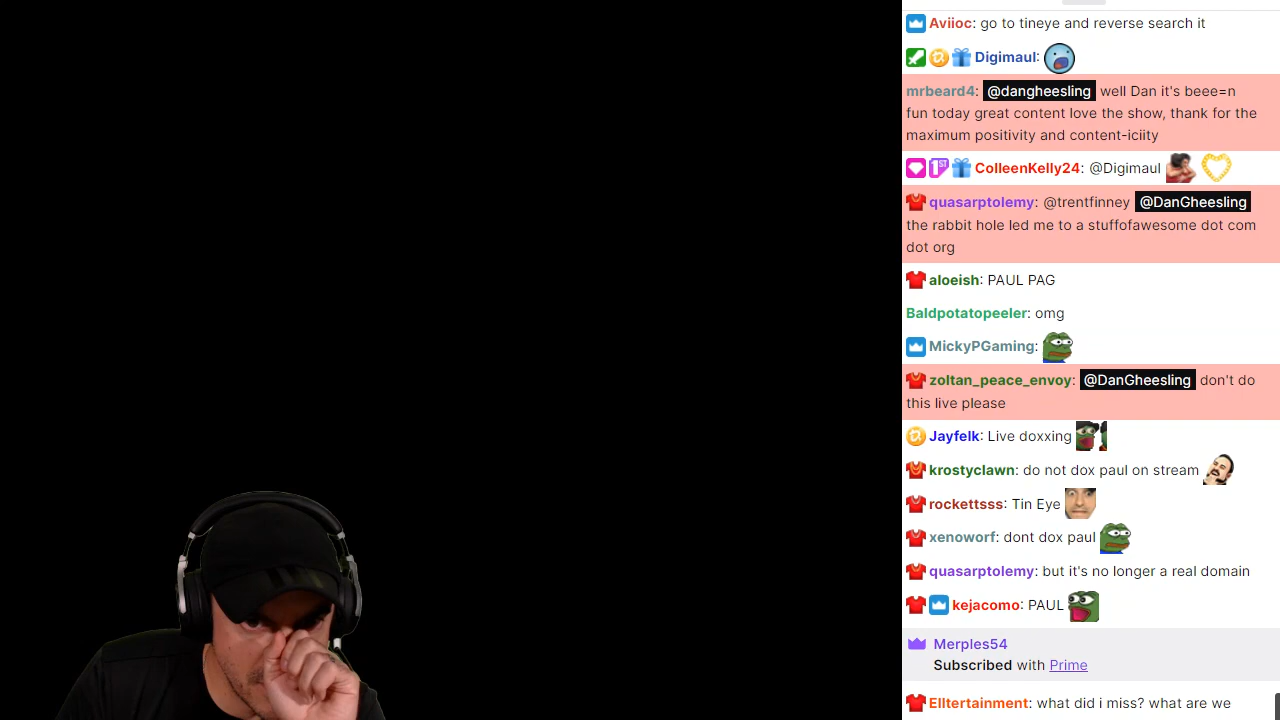 Aviioc: go to tineye and reverse search it
Digimaul:
mrbeard4: @dangheesling well Dan it's beee=n
fun today great content love the show, thank for the
maximum positivity and content-iciity
1ST ColleenKelly24: @Digimaul
quasarptolemy: @trentfinney @DanGheesling
the rabbit hole led me to a stuffofawesome dot com
dot org
aloeish: PAUL PAG
Baldpotatopeeler: omg
MickyPGaming:
zoltan_peace_envoy: @DanGheesling don't do
this live please
Jayfelk: Live doxxing
krostyclawn: do not dox paul on stream
rockettsss: Tin Eye
xenoworf: dont dox paul
quasarptolemy: but it's no longer a real domain
kejacomo: PAUL
Merples54
Subscribed with Prime
Elltertainment: what did i miss? what are we